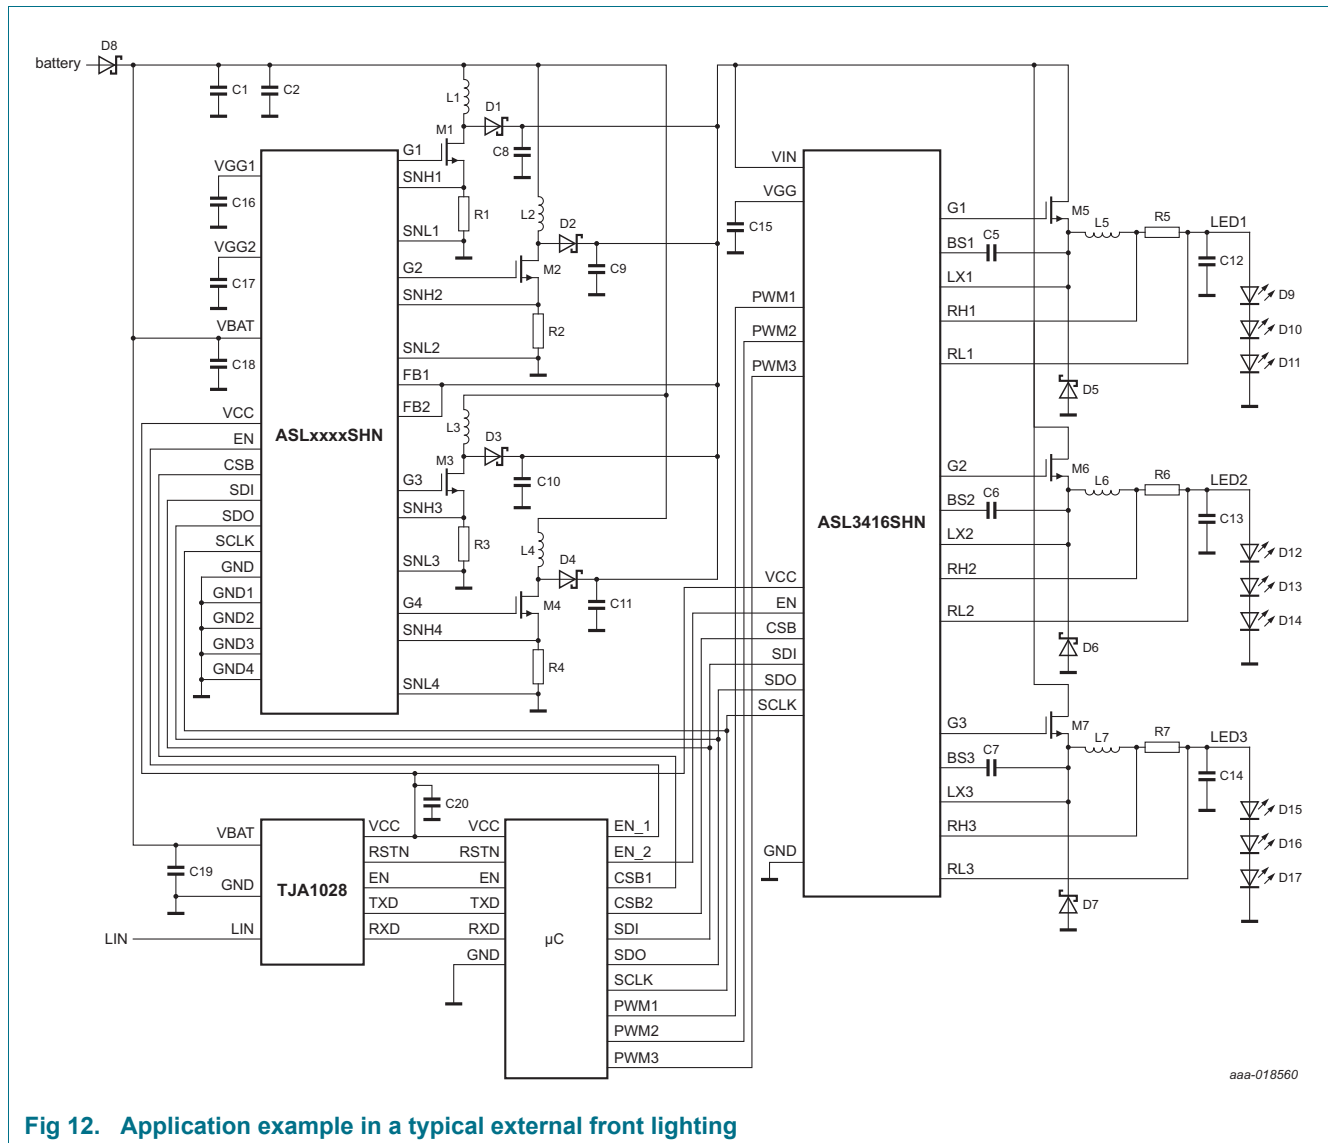 D8
battery
C1
C2
L1
D1
M1
G1
C8
SNH1
R1
SNL1
VGG1
C16
VGG2
C17
VBAT
C18
L2
D2
G2
M2
C9
SNH2
R2
SNL2
FB1
FB2
VCC
EN
CSB
SDI
SDO
SCLK
GND
GND1
GND2
GND3
GND4
ASLxxxxSHN
L3
D3
M3
G3
C10
SNH3
R3
SNL3
L4
D4
G4
M4
C11
SNH4
R4
SNL4
VIN
VGG
C15
PWM1
PWM2
PWM3
VCC
EN
CSB
SDI
SDO
SCLK
GND
ASL3416SHN
G1
M5
L5
R5
LED1
BS1
C5
C12
LX1
RH1
RL1
D9
D10
D11
D5
G2
M6
L6
R6
LED2
BS2
C6
C13
LX2
RH2
RL2
D12
D13
D14
D6
G3
M7
L7
R7
LED3
BS3
C7
C14
LX3
RH3
RL3
D15
D16
D17
D7
C20
VBAT
C19
GND
LIN
LIN
TJA1028
VCC
RSTN
EN
TXD
RXD
VCC
RSTN
EN
TXD
RXD
GND
µC
EN_1
EN_2
CSB1
CSB2
SDI
SDO
SCLK
PWM1
PWM2
PWM3
aaa-018560
Fig 12. Application example in a typical external front lighting